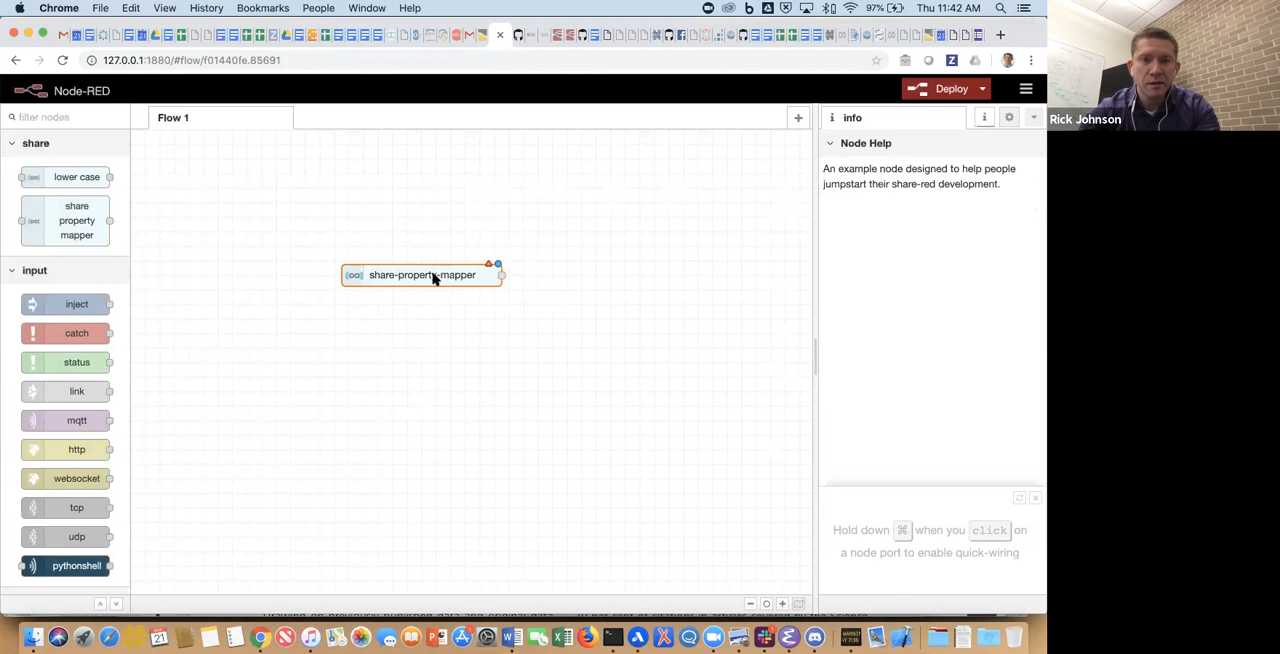 Chrome File Edit View History Bookmarks People Window Help 97% Thu 11:42 AM
127.0.0.1:1880/#flow/f01440fe.85691
Node-RED Deploy
filter nodes
Flow 1
info
share
Node Help
An example node designed to help people
jumpstart their share-red development.
lower case
share
property
mapper
share-property-mapper
input
inject
catch
status
link
mqtt
http
websocket
tcp
udp
pythonshell
Hold down ⌘ when you click on
a node port to enable quick-wiring
Rick Johnson